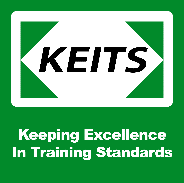 KEITS
Keeping Excellence
In Training Standards